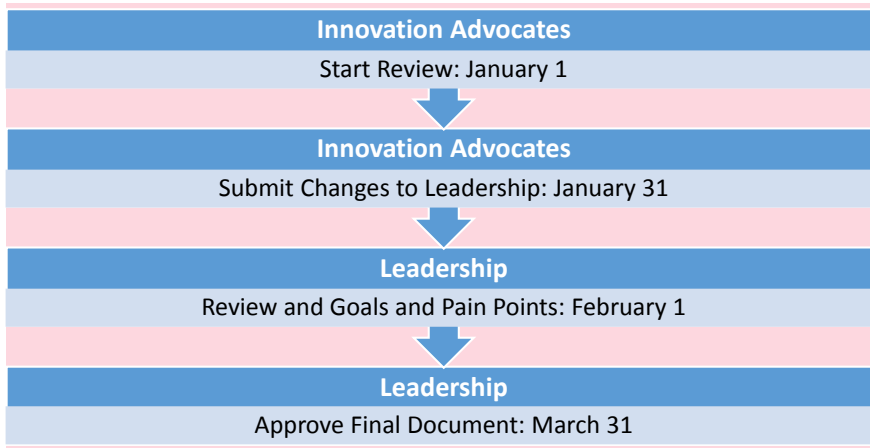 Innovation Advocates
Start Review: January 1
Innovation Advocates
Submit Changes to Leadership: January 31
Leadership
Review and Goals and Pain Points: February 1
Leadership
Approve Final Document: March 31